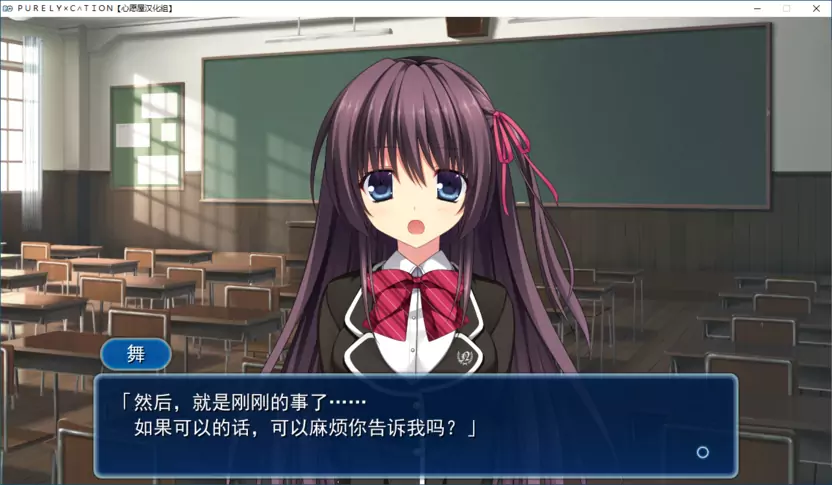 PURELY×CΛTION【心愿屋汉化组】
舞
「然后，就是刚刚的事了……
如果可以的话，可以麻烦你告诉我吗？」